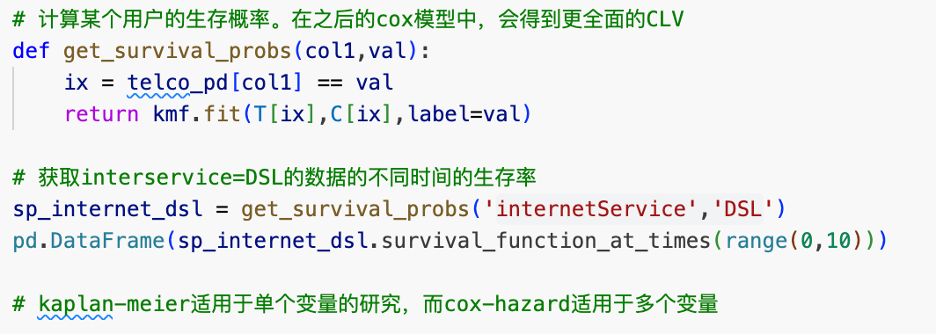 # 计算某个用户的生存概率。在之后的cox模型中，会得到更全面的CLV
def get_survival_probs(col1,val):
    ix = telco_pd[col1] == val
    return kmf.fit(T[ix],C[ix],label=val)
# 获取interservice=DSL的数据的不同时间的生存率
sp_internet_dsl = get_survival_probs('internetService','DSL')
pd.DataFrame(sp_internet_dsl.survival_function_at_times(range(0,10)))
# kaplan-meier适用于单个变量的研究，而cox-hazard适用于多个变量